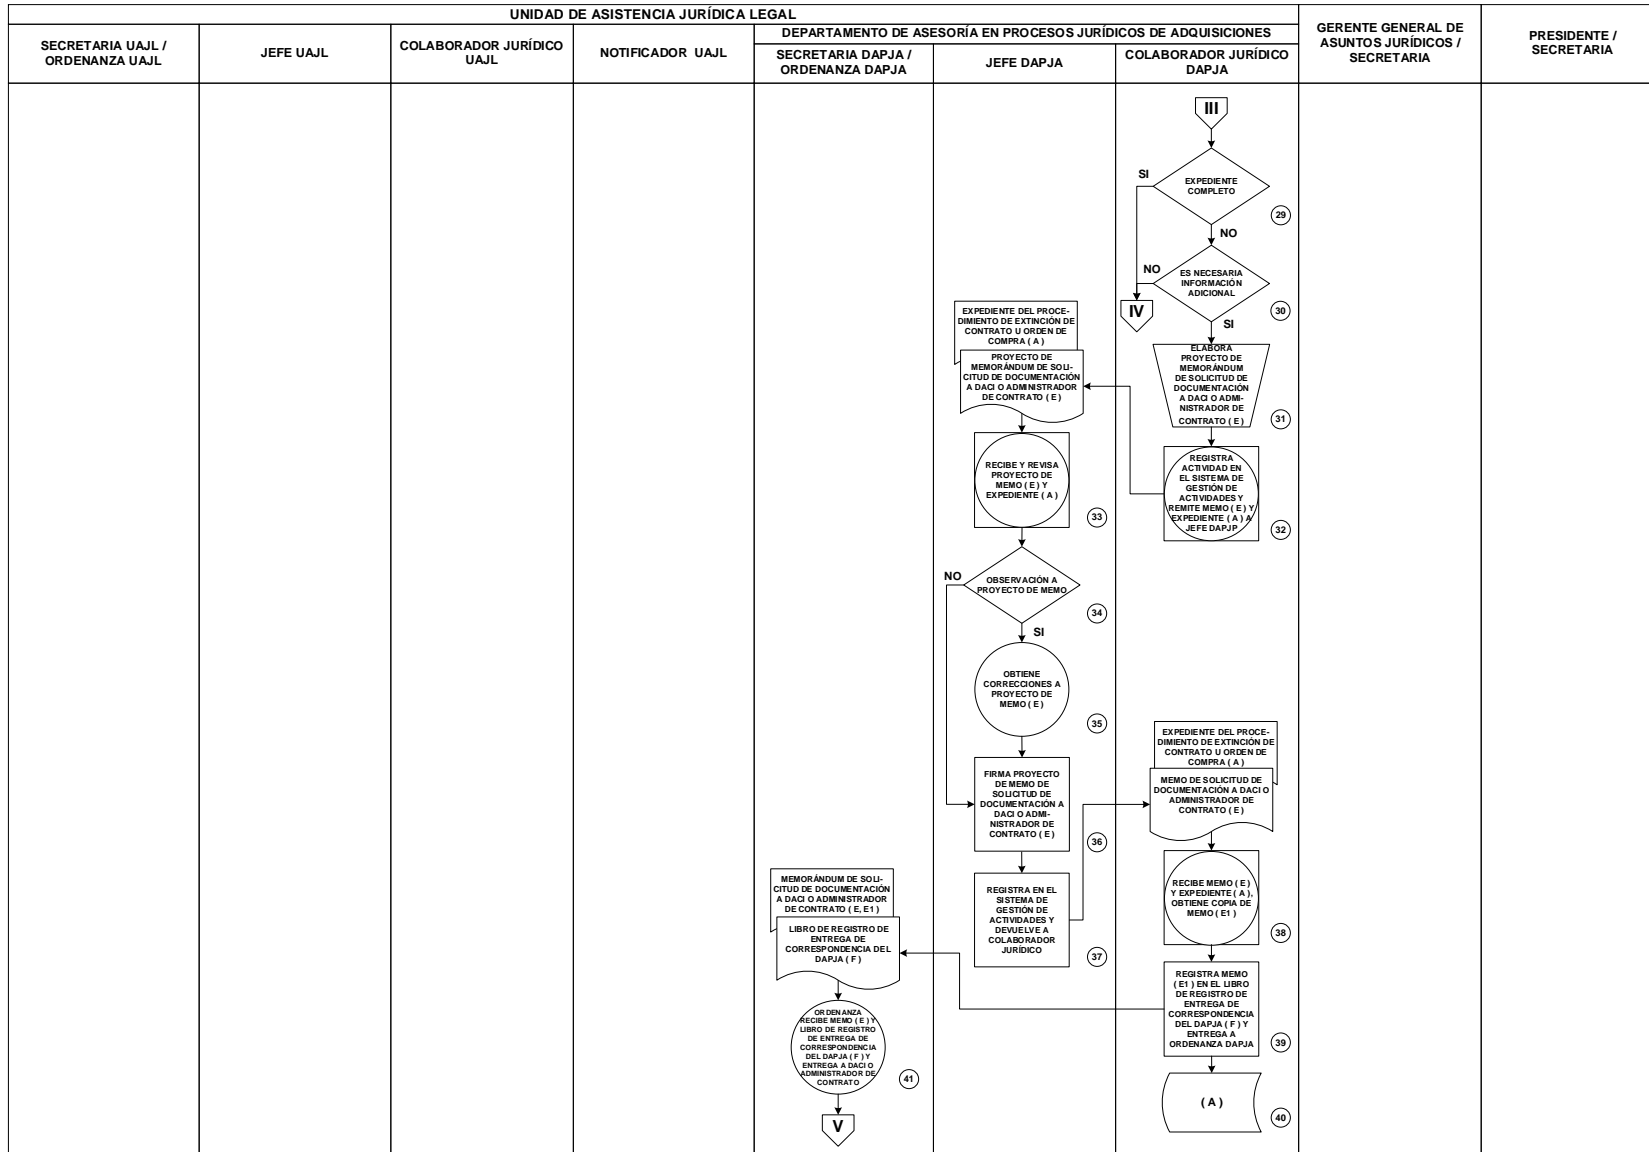 UNIDAD DE ASISTENCIA JURÍDICA LEGAL
SECRETARIA UAJL /
ORDENANZA UAJL
JEFE UAJL
COLABORADOR JURÍDICO
UAJL
NOTIFICADOR UAJL
DEPARTAMENTO DE ASESORÍA EN PROCESOS JURÍDICOS DE ADQUISICIONES
SECRETARIA DAPJA /
ORDENANZA DAPJA
JEFE DAPJA
COLABORADOR JURÍDICO
DAPJA
GERENTE GENERAL DE
ASUNTOS JURÍDICOS /
SECRETARIA
PRESIDENTE /
SECRETARIA
III
EXPEDIENTE
COMPLETO
SI
29
NO
ES NECESARIA
INFORMACIÓN
ADICIONAL
NO
IV
30
SI
ELABORA
PROYECTO DE
MEMORÁNDUM
DE SOLICITUD DE
DOCUMENTACIÓN
A DACI O ADMI-
NISTRADOR DE
CONTRATO ( E )
31
REGISTRA
ACTIVIDAD EN
EL SISTEMA DE
GESTIÓN DE
ACTIVIDADES Y
REMITE MEMO ( E ) Y
EXPEDIENTE ( A ) A
JEFE DAPJP
32
EXPEDIENTE DEL PROCE-
DIMIENTO DE EXTINCIÓN DE
CONTRATO U ORDEN DE
COMPRA ( A )
PROYECTO DE
MEMORÁNDUM DE SOLI-
CITUD DE DOCUMENTACIÓN
A DACI O ADMINISTRADOR
DE CONTRATO ( E )
RECIBE Y REVISA
PROYECTO DE
MEMO ( E ) Y
EXPEDIENTE ( A )
33
OBSERVACIÓN A
PROYECTO DE MEMO
NO
34
SI
OBTIENE
CORRECCIONES A
PROYECTO DE
MEMO ( E )
35
FIRMA PROYECTO
DE MEMO DE
SOLICITUD DE
DOCUMENTACIÓN A
DACI O ADMI-
NISTRADOR DE
CONTRATO ( E )
36
REGISTRA EN EL
SISTEMA DE
GESTIÓN DE
ACTIVIDADES Y
DEVUELVE A
COLABORADOR
JURÍDICO
37
EXPEDIENTE DEL PROCE-
DIMIENTO DE EXTINCIÓN DE
CONTRATO U ORDEN DE
COMPRA ( A )
MEMO DE SOLICITUD DE
DOCUMENTACIÓN A DACI O
ADMINISTRADOR DE
CONTRATO ( E )
RECIBE MEMO ( E )
Y EXPEDIENTE ( A ),
OBTIENE COPIA DE
MEMO ( E1 )
38
REGISTRA MEMO
( E1 ) EN EL LIBRO
DE REGISTRO DE
ENTREGA DE
CORRESPONDENCIA
DEL DAPJA ( F ) Y
ENTREGA A
ORDENANZA DAPJA
39
( A )
40
MEMORÁNDUM DE SOLI-
CITUD DE DOCUMENTACIÓN
A DACI O ADMINISTRADOR
DE CONTRATO ( E, E1 )
LIBRO DE REGISTRO DE
ENTREGA DE
CORRESPONDENCIA DEL
DAPJA ( F )
ORDENANZA
RECIBE MEMO ( E ) Y
LIBRO DE REGISTRO
DE ENTREGA DE
CORRESPONDENCIA
DEL DAPJA ( F ) Y
ENTREGA A DACI O
ADMINISTRADOR DE
CONTRATO
41
V